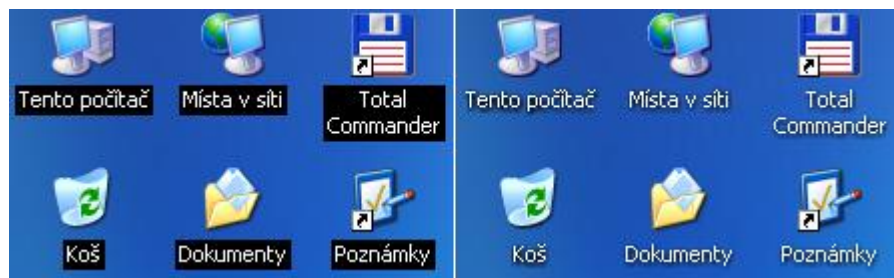 Tento počítač
Místa v síti
Total
Commander
Koš
Dokumenty
Poznámky
Tento počítač
Místa v síti
Total
Commander
Koš
Dokumenty
Poznámky